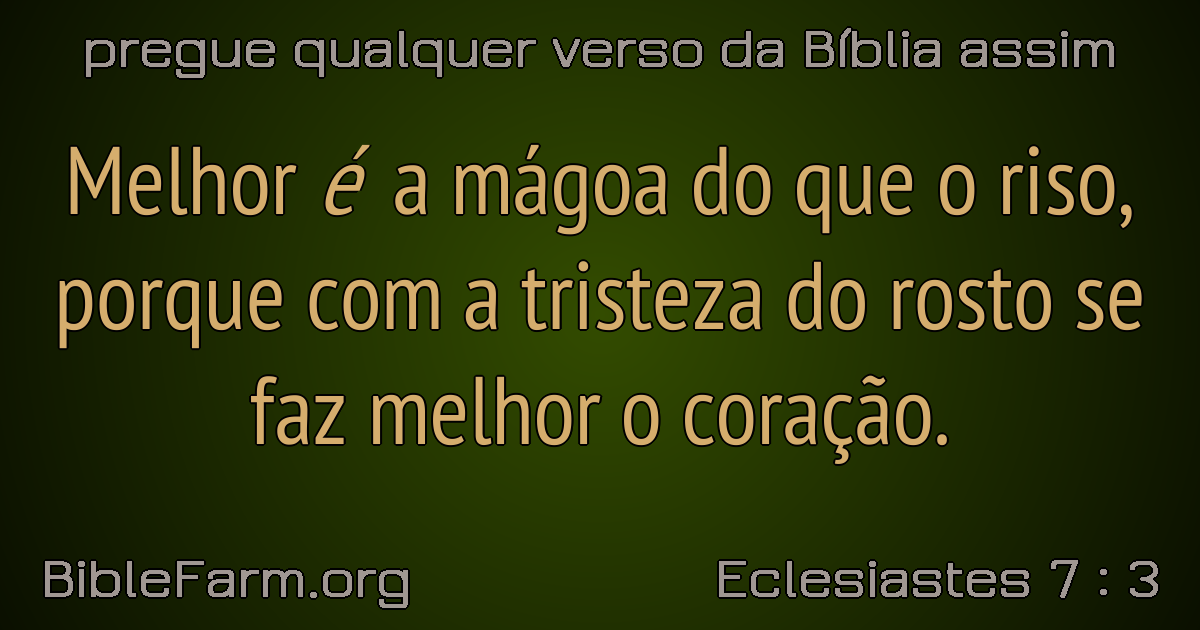 pregue qualquer verso da Bíblia assim
Melhor é a mágoa do que o riso,
porque com a tristeza do rosto se
faz melhor o coração.
BibleFarm.org
Eclesiastes 7 : 3